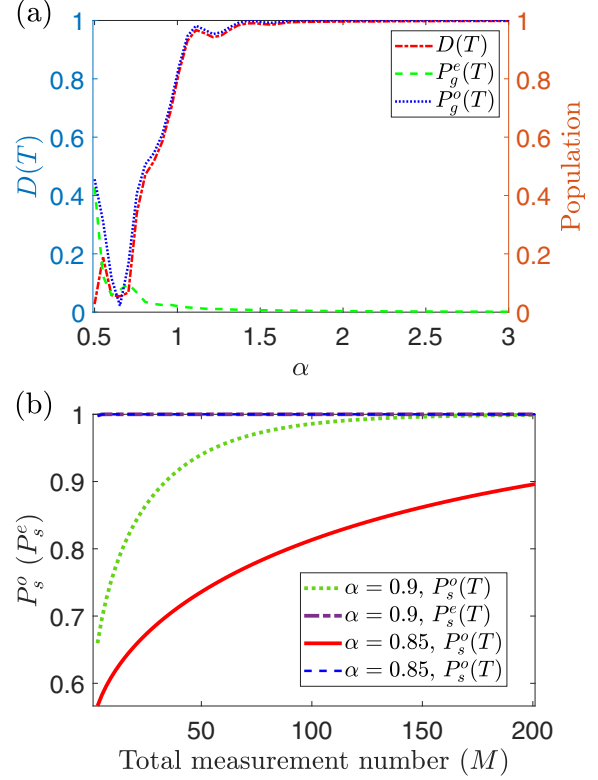 (a)
1
0.8
0.6
0.4
0.2
0
D(T)
1
0.8
0.6
0.4
0.2
0
Population
D(T)
P_g^e(T)
P_g^o(T)
0.5 1 1.5 2 2.5 3
α
(b)
1
0.9
0.8
0.7
0.6
P_s^o (P_s^e)
α = 0.9, P_s^o(T)
α = 0.9, P_s^e(T)
α = 0.85, P_s^o(T)
α = 0.85, P_s^o(T)
50 100 150 200
Total measurement number (M)